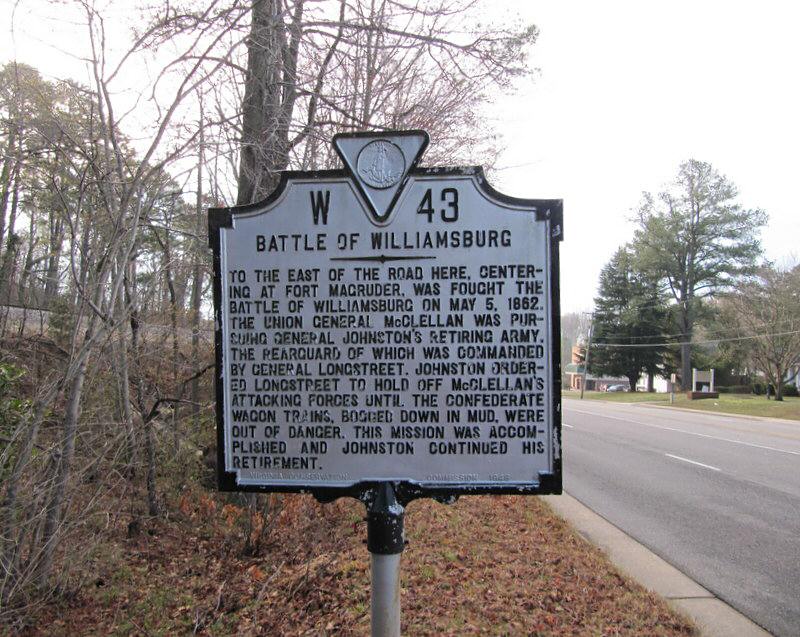 W 43
BATTLE OF WILLIAMSBURG
TO THE EAST OF THE ROAD HERE, CENTER-
ING AT FORT MAGRUDER, WAS FOUGHT THE
BATTLE OF WILLIAMSBURG ON MAY 5, 1862.
THE UNION GENERAL McCLELLAN WAS PUR-
SUING GENERAL JOHNSTON'S RETIRING ARMY,
THE REARGUARD OF WHICH WAS COMMANDED
BY GENERAL LONGSTREET. JOHNSTON ORDER-
ED LONGSTREET TO HOLD OFF McCLELLAN'S
ATTACKING FORCES UNTIL THE CONFEDERATE
WAGON TRAINS, BOGGED DOWN IN MUD, WERE
OUT OF DANGER. THIS MISSION WAS ACCOM-
PLISHED AND JOHNSTON CONTINUED HIS
RETIREMENT.
VIRGINIA CONSERVATION COMMISSION